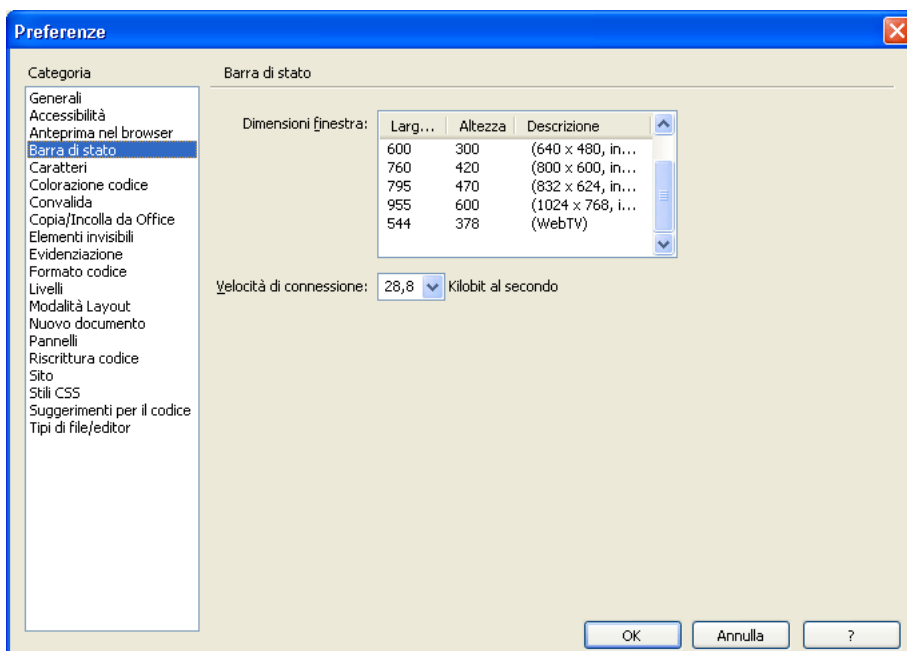 Preferenze
Categoria
Barra di stato
Generali
Accessibilità
Anteprima nel browser
Barra di stato
Caratteri
Colorazione codice
Convalida
Copia/Incolla da Office
Elementi invisibili
Evidenziazione
Formato codice
Livelli
Modalità Layout
Nuovo documento
Pannelli
Riscrittura codice
Sito
Stili CSS
Suggerimenti per il codice
Tipi di file/editor
Dimensioni finestra:
Larg... Altezza Descrizione
600 300 (640 x 480, in...
760 420 (800 x 600, in...
795 470 (832 x 624, in...
955 600 (1024 x 768, i...
544 378 (WebTV)
Velocità di connessione: 28,8 Kilobit al secondo
OK Annulla ?